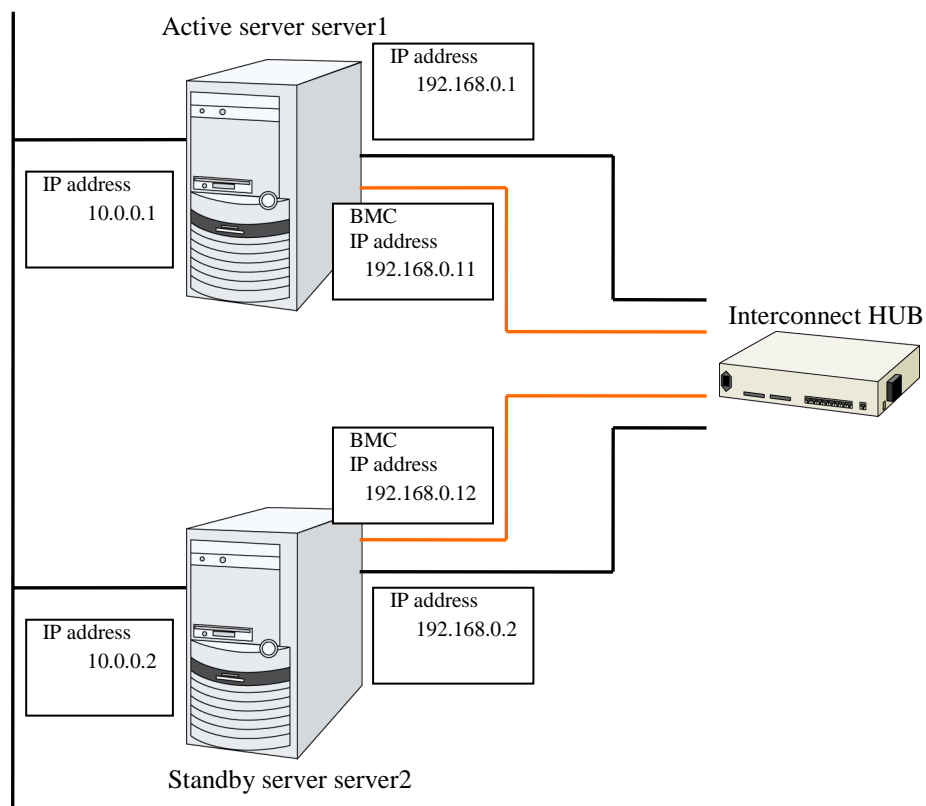 Active server server1
IP address
192.168.0.1
IP address
10.0.0.1
BMC
IP address
192.168.0.11
Interconnect HUB
BMC
IP address
192.168.0.12
IP address
192.168.0.2
IP address
10.0.0.2
Standby server server2